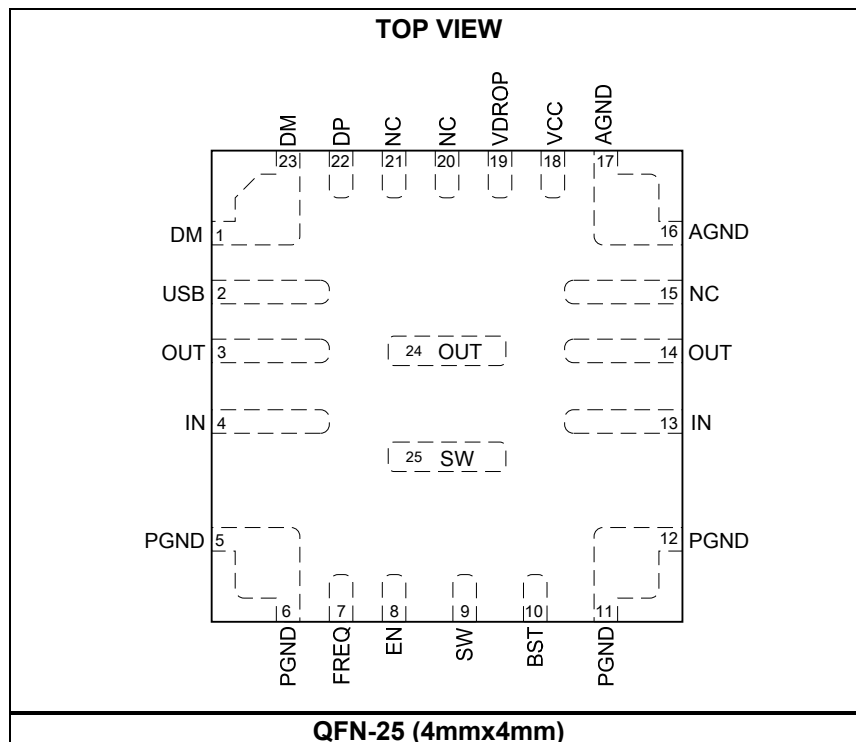 TOP VIEW
DM DP NC NC VDROP VCC AGND
23 22 21 20 19 18 17
DM 1 16 AGND
USB 2 15 NC
OUT 3 24 OUT 14 OUT
IN 4 13 IN
25 SW
PGND 5 12 PGND
6 7 8 9 10 11
PGND FREQ EN SW BST PGND
QFN-25 (4mmx4mm)